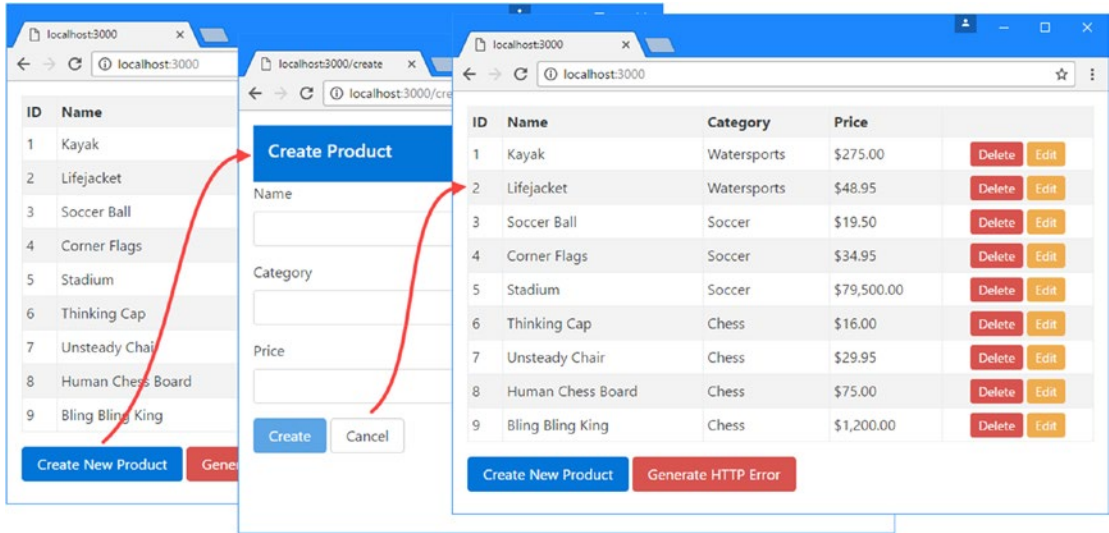 localhost:3000
localhost:3000
ID Name
1 Kayak
2 Lifejacket
3 Soccer Ball
4 Corner Flags
5 Stadium
6 Thinking Cap
7 Unsteady Chair
8 Human Chess Board
9 Bling Bling King
Create New Product
localhost:3000/create
localhost:3000/cre
Create Product
Name
Category
Price
Create Cancel
localhost:3000
localhost:3000
ID Name Category Price
1 Kayak Watersports $275.00 Delete Edit
2 Lifejacket Watersports $48.95 Delete Edit
3 Soccer Ball Soccer $19.50 Delete Edit
4 Corner Flags Soccer $34.95 Delete Edit
5 Stadium Soccer $79,500.00 Delete Edit
6 Thinking Cap Chess $16.00 Delete Edit
7 Unsteady Chair Chess $29.95 Delete Edit
8 Human Chess Board Chess $75.00 Delete Edit
9 Bling Bling King Chess $1,200.00 Delete Edit
Create New Product Generate HTTP Error